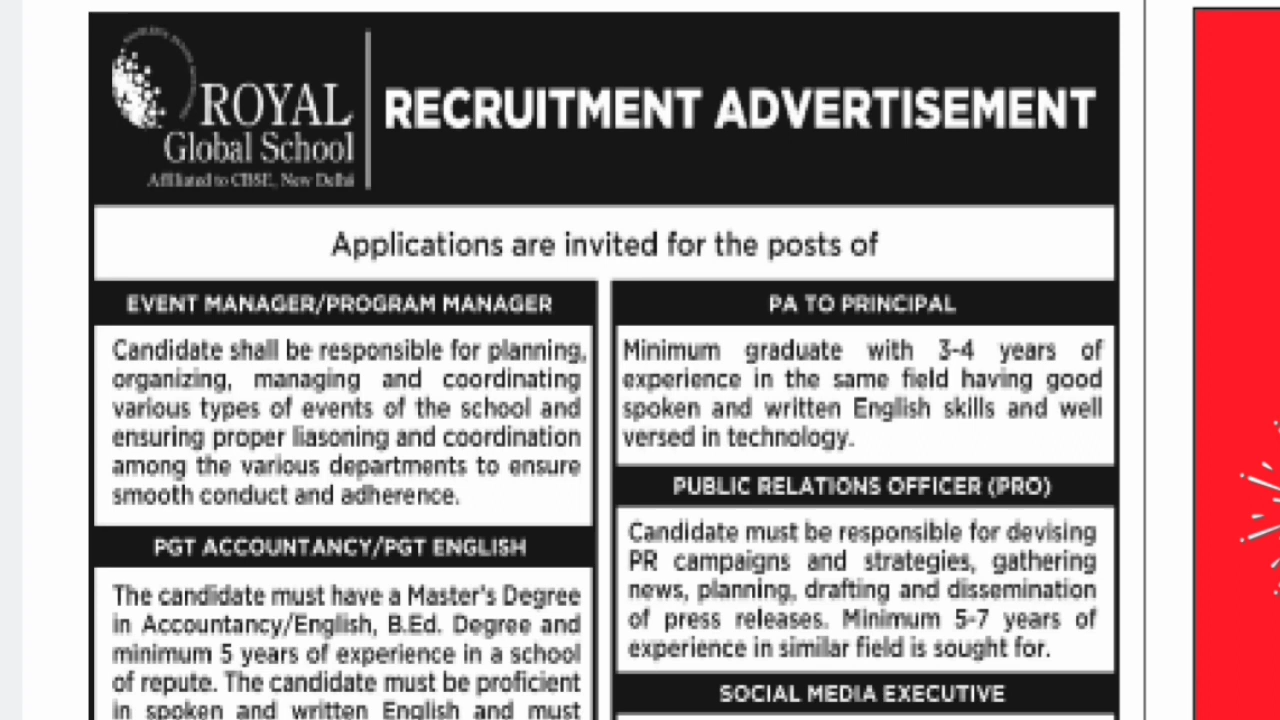 ROYAL
Global School
Affiliated to CBSE, New Delhi
RECRUITMENT ADVERTISEMENT
Applications are invited for the posts of
EVENT MANAGER/PROGRAM MANAGER
Candidate shall be responsible for planning,
organizing, managing and coordinating
various types of events of the school and
ensuring proper liasoning and coordination
among the various departments to ensure
smooth conduct and adherence.
PGT ACCOUNTANCY/PGT ENGLISH
The candidate must have a Master's Degree
in Accountancy/English, B.Ed. Degree and
minimum 5 years of experience in a school
of repute. The candidate must be proficient
in spoken and written English and must
PA TO PRINCIPAL
Minimum graduate with 3-4 years of
experience in the same field having good
spoken and written English skills and well
versed in technology.
PUBLIC RELATIONS OFFICER (PRO)
Candidate must be responsible for devising
PR campaigns and strategies, gathering
news, planning, drafting and dissemination
of press releases. Minimum 5-7 years of
experience in similar field is sought for.
SOCIAL MEDIA EXECUTIVE